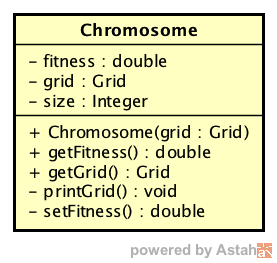 Chromosome
- fitness : double
- grid : Grid
- size : Integer
+ Chromosome(grid : Grid)
+ getFitness() : double
+ getGrid() : Grid
- printGrid() : void
- setFitness() : double
powered by Astah